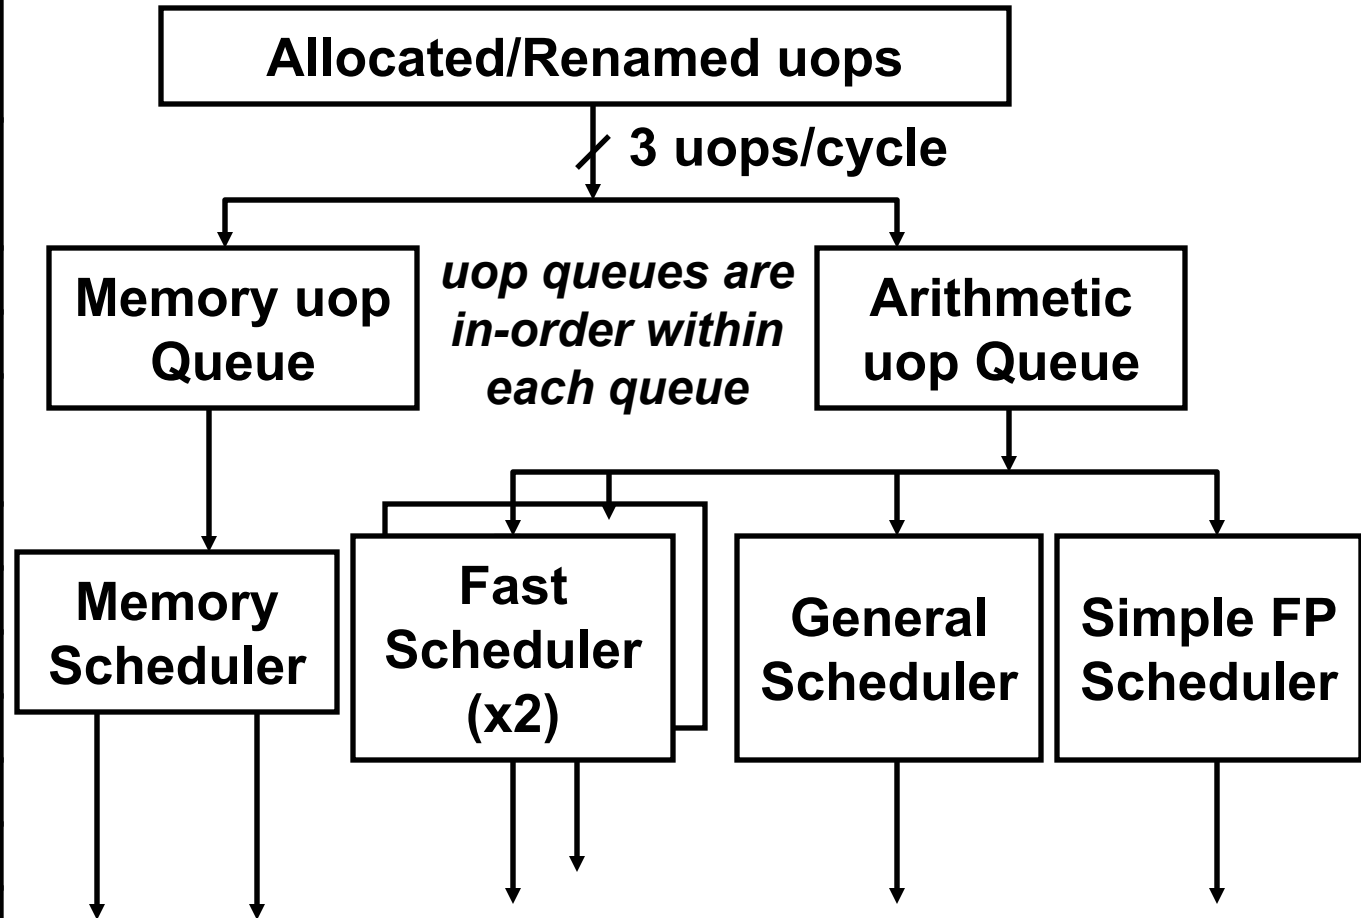 Allocated/Renamed uops
3 uops/cycle
Memory uop
Queue
uop queues are
in-order within
each queue
Arithmetic
uop Queue
Memory
Scheduler
Fast
Scheduler
(x2)
General
Scheduler
Simple FP
Scheduler